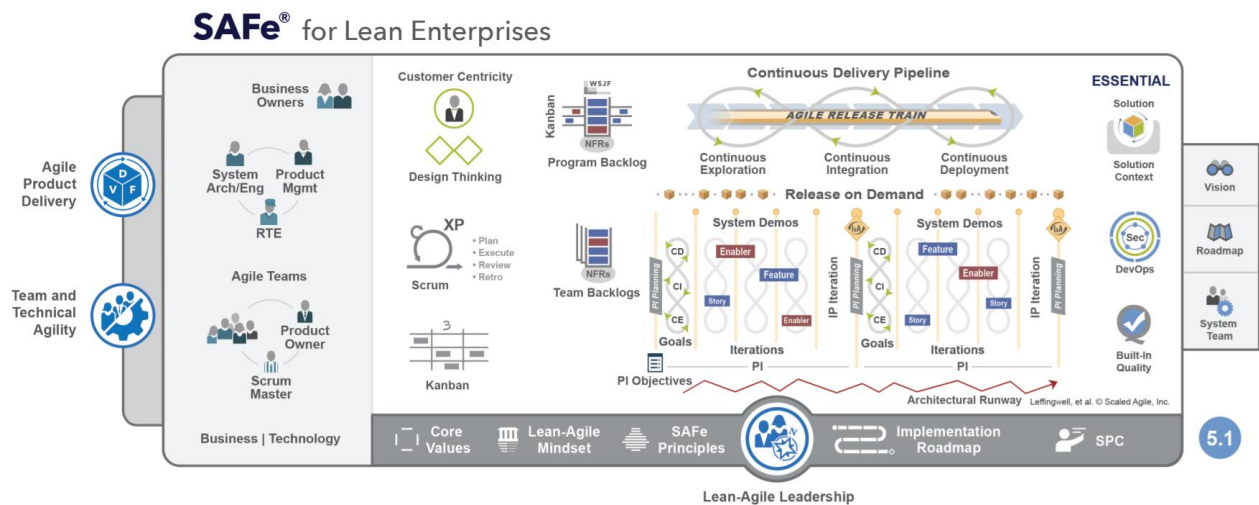 SAFe® for Lean Enterprises
Agile
Product
Delivery
Team and
Technical
Agility
D
V
F
Business
Owners
System
Arch/Eng
Product
Mgmt
RTE
Agile Teams
Product
Owner
Scrum
Master
Business | Technology
Customer Centricity
Design Thinking
XP
• Plan
• Execute
• Review
• Retro
Scrum
3
Kanban
WSJF
Kanban
NFRs
Program Backlog
NFRs
Team Backlogs
Continuous Delivery Pipeline
AGILE RELEASE TRAIN
Continuous
Exploration
Continuous
Integration
Continuous
Deployment
Release on Demand
System Demos
System Demos
I&A
I&A
PI Planning
CD
CI
CE
Goals
Enabler
Feature
Story
Enabler
Iterations
IP Iteration
PI Planning
CD
CI
CE
Goals
Feature
Enabler
Story
Story
Iterations
IP Iteration
PI Planning
PI
PI
PI Objectives
Architectural Runway
Leffingwell, et al. © Scaled Agile, Inc.
ESSENTIAL
Solution
Solution
Context
Sec
DevOps
Built-In
Quality
Vision
Roadmap
System
Team
Core
Values
Lean-Agile
Mindset
SAFe
Principles
N
Implementation
Roadmap
SPC
Lean-Agile Leadership
5.1